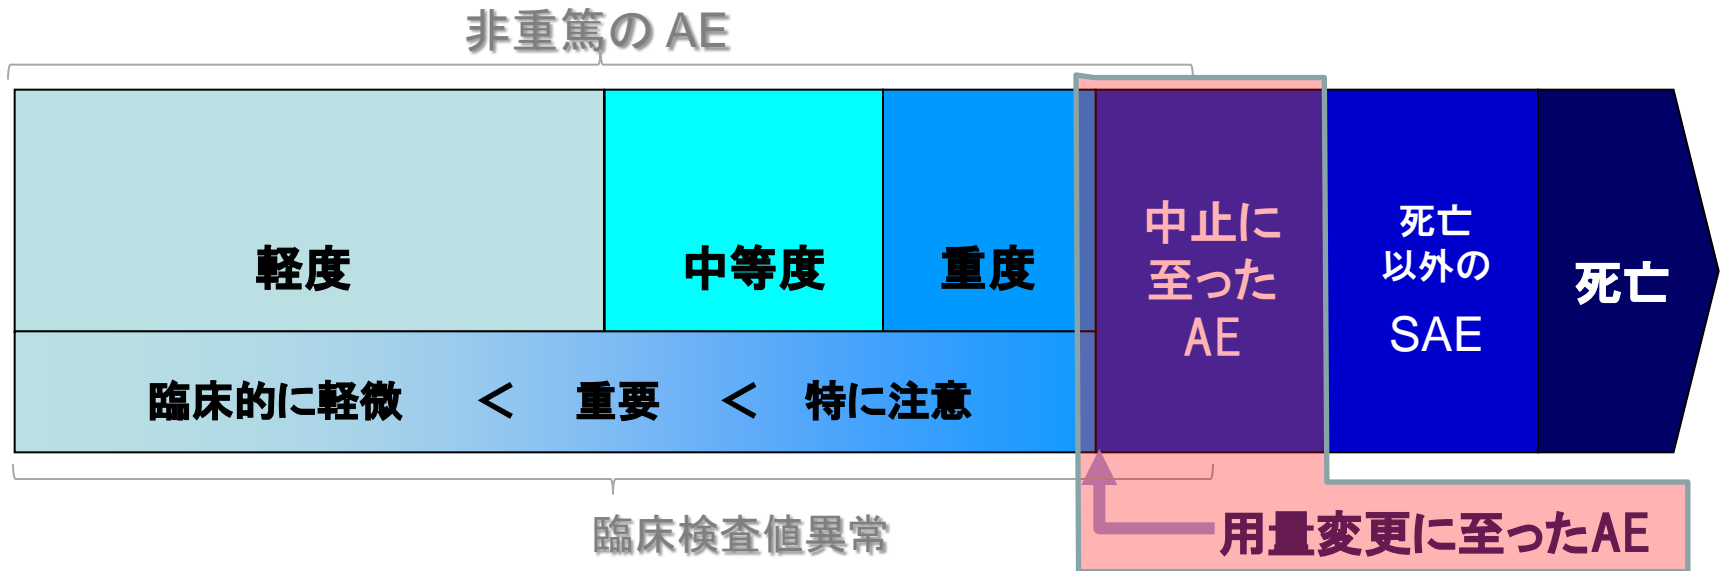 非重篤の AE
軽度
中等度
重度
中止に
至った
AE
死亡
以外の
SAE
死亡
臨床的に軽微 < 重要 < 特に注意
臨床検査値異常
用量変更に至ったAE